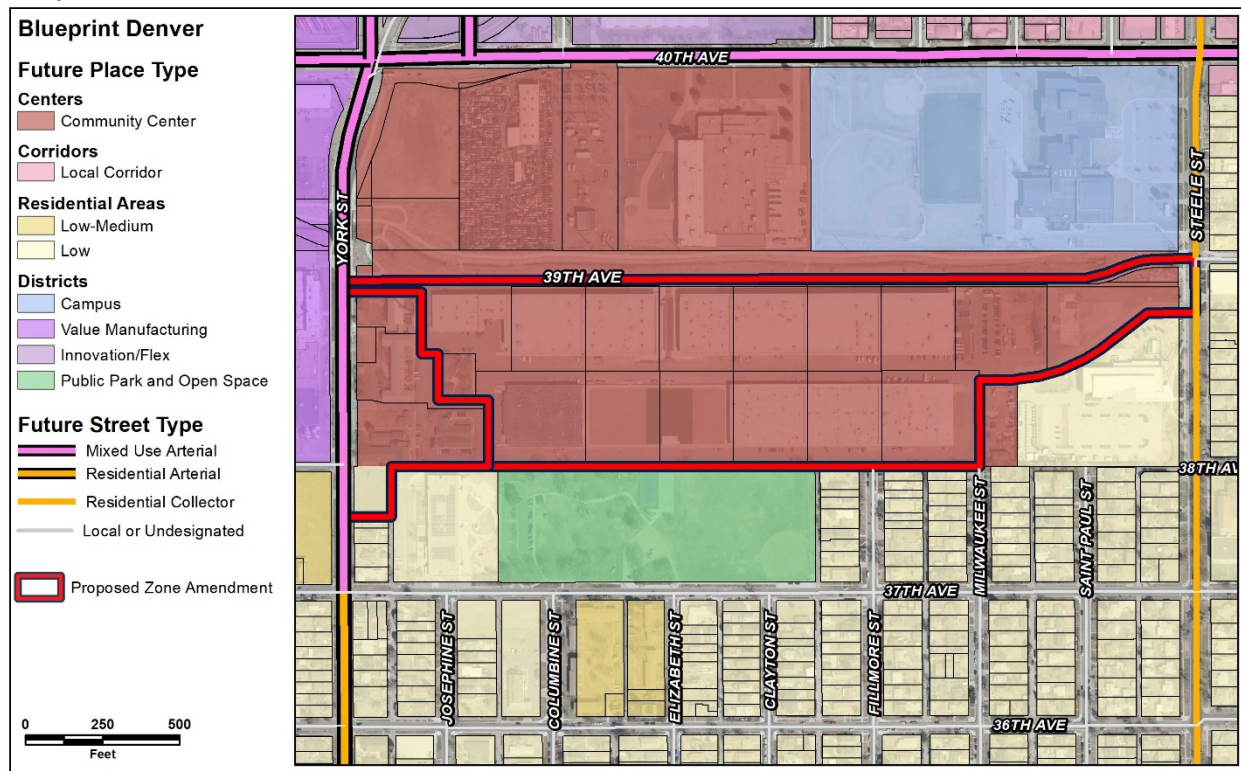 Blueprint Denver
Future Place Type
Centers
Community Center
Corridors
Local Corridor
Residential Areas
Low-Medium
Low
Districts
Campus
Value Manufacturing
Innovation/Flex
Public Park and Open Space
Future Street Type
Mixed Use Arterial
Residential Arterial
Residential Collector
Local or Undesignated
Proposed Zone Amendment
0 250 500
Feet
40TH AVE
YORK ST
STEELE ST
39TH AVE
38TH AV
MILWAUKEE ST
SAINT PAUL ST
37TH AVE
JOSEPHINE ST
COLUMBINE ST
ELIZABETH ST
CLAYTON ST
FILLMORE ST
36TH AVE